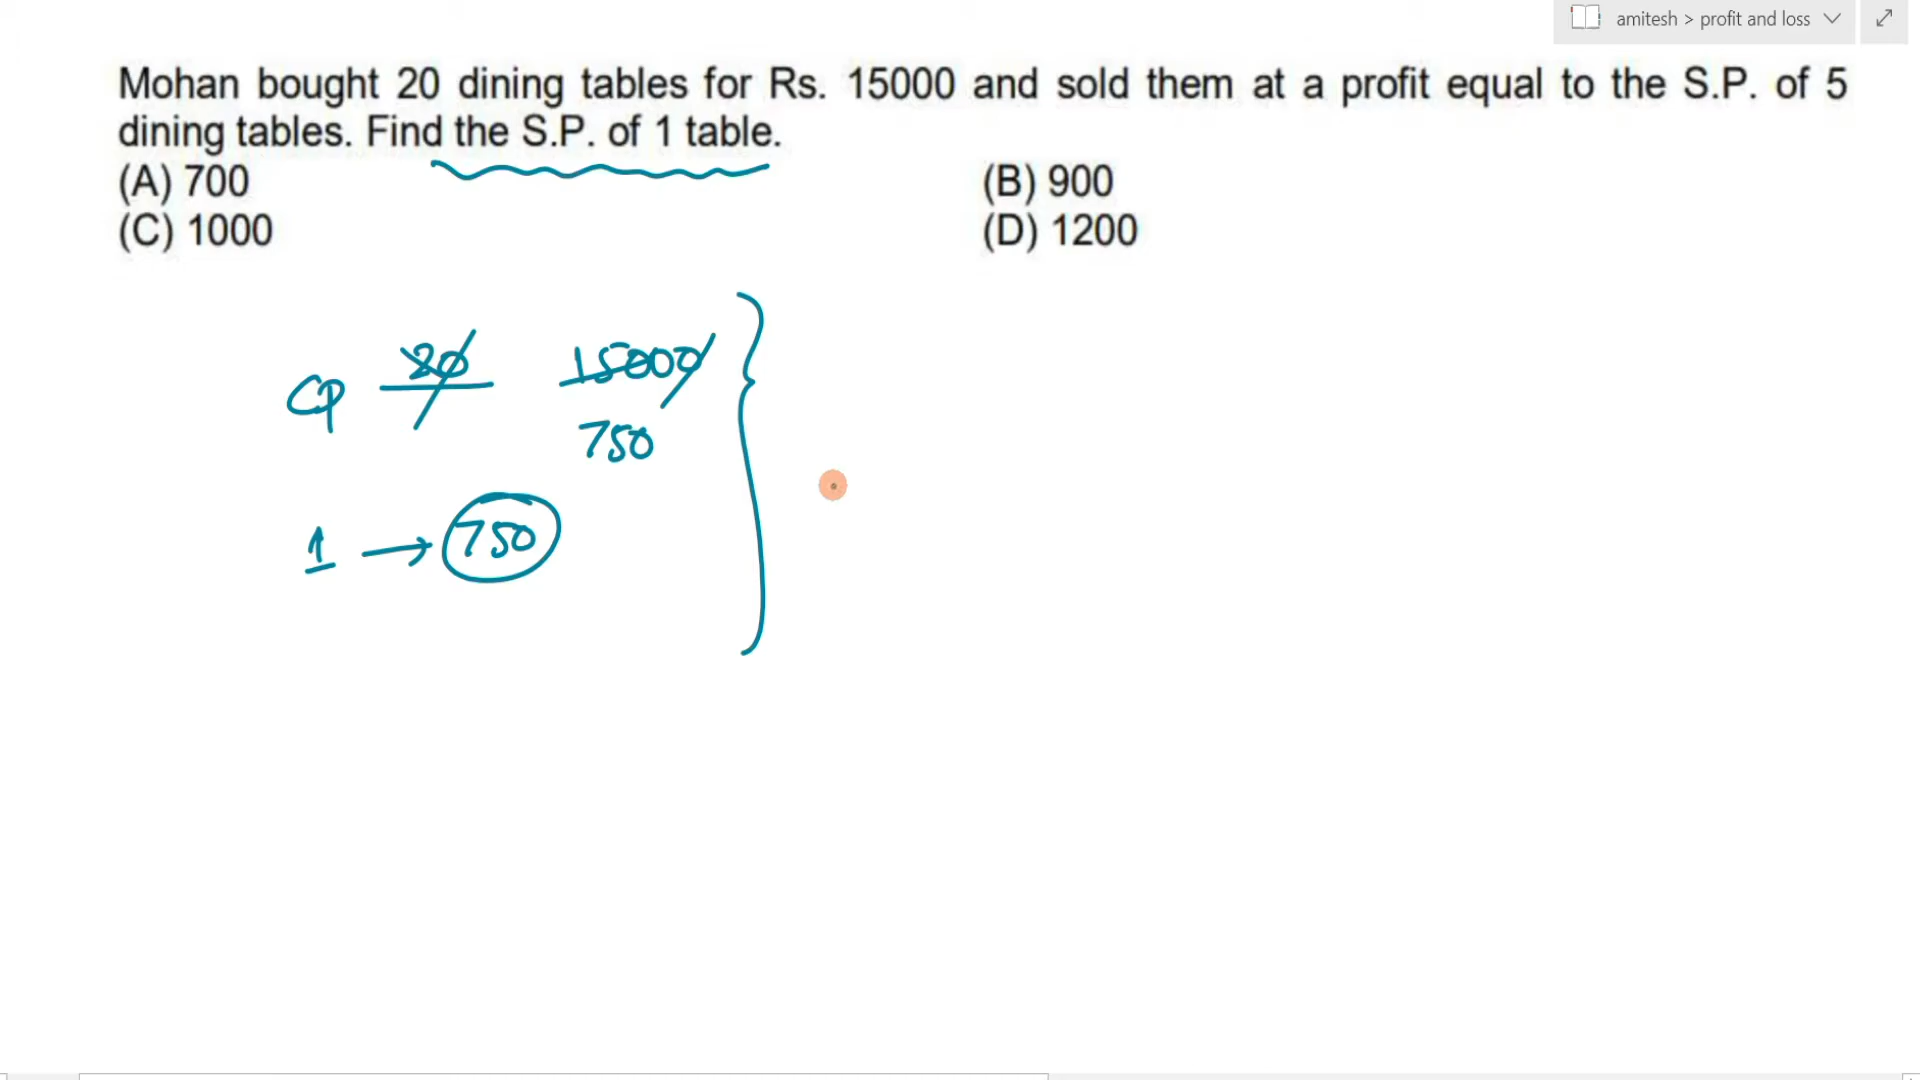 amitesh > profit and loss
Mohan bought 20 dining tables for Rs. 15000 and sold them at a profit equal to the S.P. of 5
dining tables. Find the S.P. of 1 table.
(A) 700 (B) 900
(C) 1000 (D) 1200
CP 20 15000
750
1 → 750